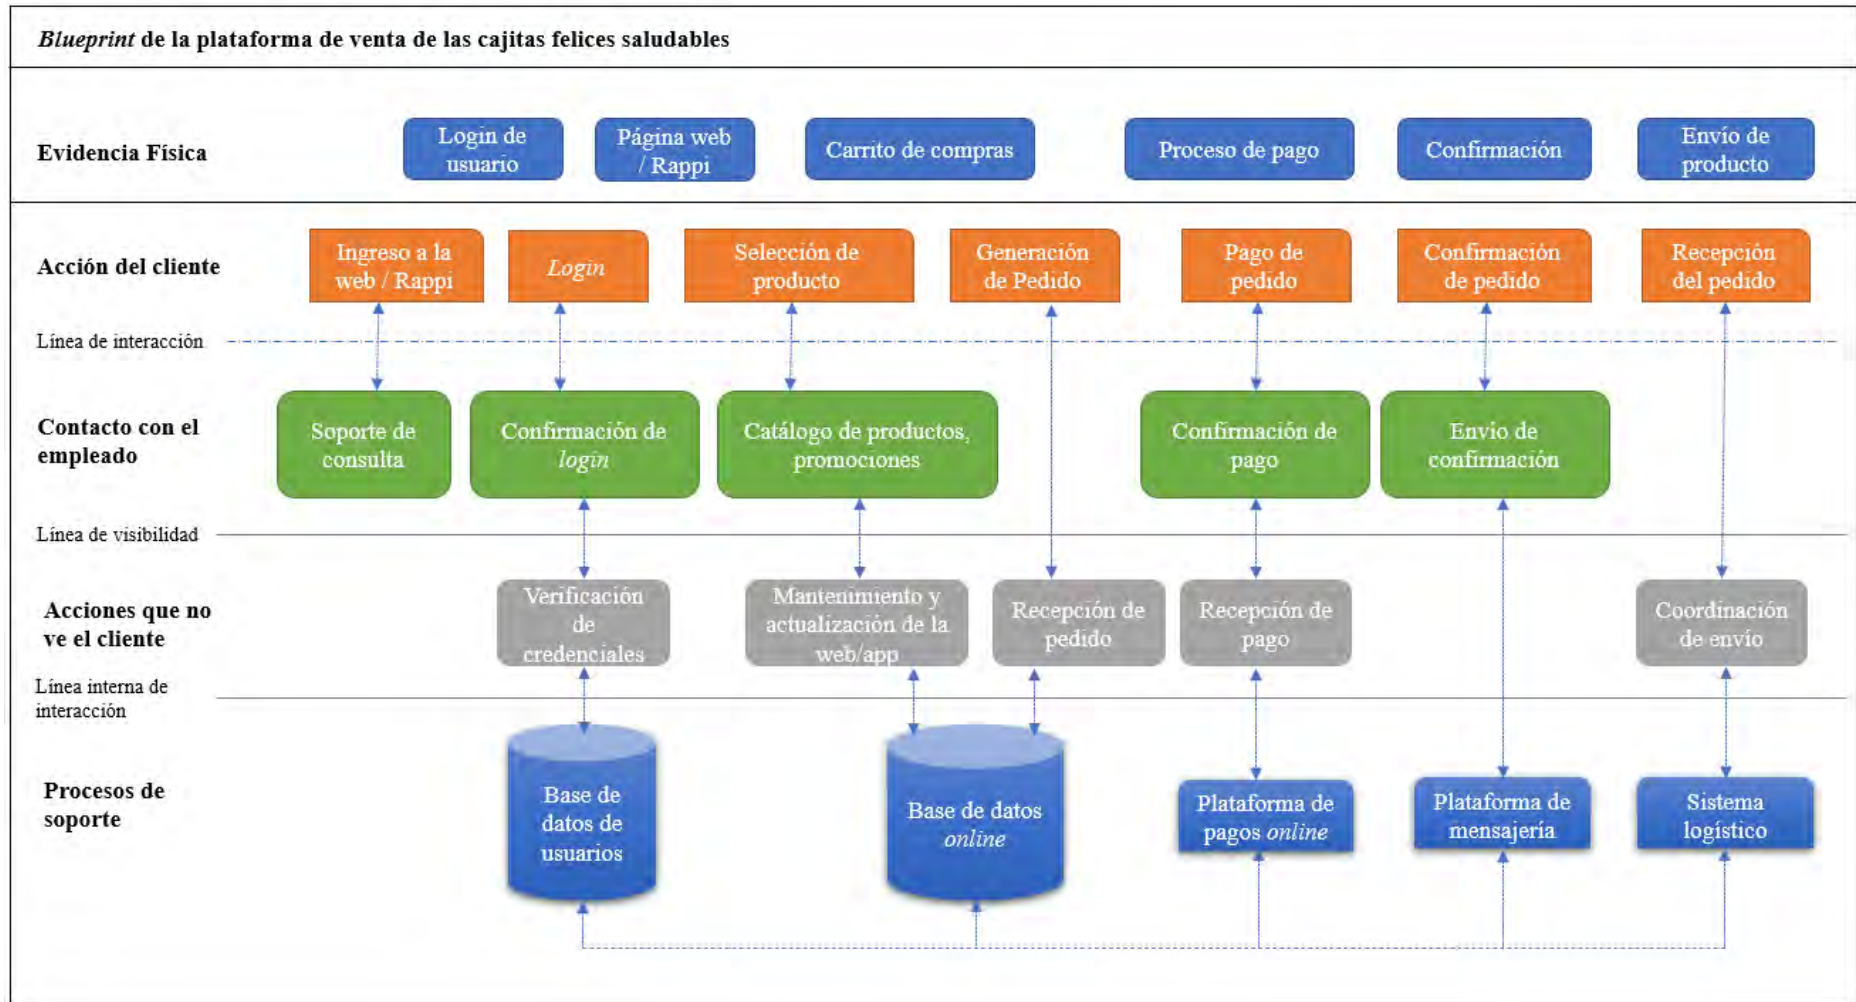 Blueprint de la plataforma de venta de las cajitas felices saludables
Evidencia Física
Login de
usuario
Página web
/ Rappi
Carrito de compras
Proceso de pago
Confirmación
Envío de
producto
Acción del cliente
Ingreso a la
web / Rappi
Login
Selección de
producto
Generación
de Pedido
Pago de
pedido
Confirmación
de pedido
Recepción
del pedido
Línea de interacción
Contacto con el
empleado
Soporte de
consulta
Confirmación de
login
Catálogo de productos,
promociones
Confirmación de
pago
Envío de
confirmación
Línea de visibilidad
Acciones que no
ve el cliente
Verificación
de
credenciales
Mantenimiento y
actualización de la
web/app
Recepción de
pedido
Recepción de
pago
Coordinación
de envío
Línea interna de
interacción
Procesos de
soporte
Base de
datos de
usuarios
Base de datos
online
Plataforma de
pagos online
Plataforma de
mensajería
Sistema
logístico